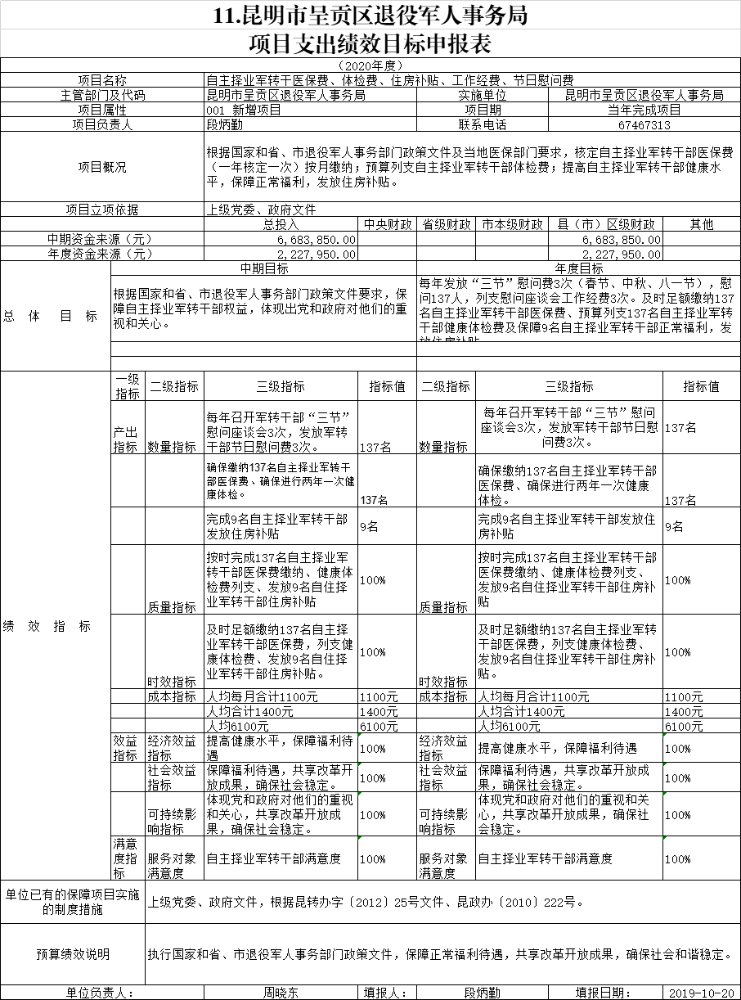 11.昆明市呈贡区退役军人事务局
项目支出绩效目标申报表
（2020年度）
项目名称 自主择业军转干医保费、体检费、住房补贴、工作经费、节日慰问费
主管部门及代码 昆明市呈贡区退役军人事务局 实施单位 昆明市呈贡区退役军人事务局
项目属性 001 新增项目 项目期 当年完成项目
项目负责人 段炳勤 联系电话 67467313
项目概况
根据国家和省、市退役军人事务部门政策文件及当地医保部门要求，核定自主择业军转干部医保费
（一年核定一次）按月缴纳；预算列支自主择业军转干部体检费；提高自主择业军转干部健康水
平，保障正常福利，发放住房补贴。
项目立项依据 上级党委、政府文件
总投入 中央财政 省级财政 市本级财政 县（市）区级财政 其他
中期资金来源（元） 6,683,850.00 6,683,850.00
年度资金来源（元） 2,227,950.00 2,227,950.00
总 体 目 标
中期目标 年度目标
根据国家和省、市退役军人事务部门政策文件要求，保
障自主择业军转干部权益，体现出党和政府对他们的重
视和关心。
每年发放“三节”慰问费3次（春节、中秋、八一节），慰
问137人，列支慰问座谈会工作经费3次。及时足额缴纳137
名自主择业军转干部医保费、预算列支137名自主择业军转
干部健康体检费及保障9名自主择业军转干部正常福利，发
放住房补贴
绩 效 指 标
一级
指标
二级指标 三级指标 指标值 二级指标 三级指标 指标值
产出
指标
数量指标
每年召开军转干部“三节”
慰问座谈会3次，发放军转
干部节日慰问费3次。
137名
数量指标
每年召开军转干部“三节”慰问
座谈会3次，发放军转干部节日慰
问费3次。
137名
确保缴纳137名自主择业军转干
部医保费、确保进行两年一次健
康体检。
137名
确保缴纳137名自主择业军转干部
医保费、确保进行两年一次健康
体检。
137名
完成9名自主择业军转干部
发放住房补贴
9名
完成9名自主择业军转干部发放住
房补贴
9名
质量指标
按时完成137名自主择业军
转干部医保费缴纳、健康体
检费列支、发放9名自住择
业军转干部住房补贴
100%
质量指标
按时完成137名自主择业军转干部
医保费缴纳、健康体检费列支、
发放9名自住择业军转干部住房补
贴
100%
时效指标
及时足额缴纳137名自主择
业军转干部医保费，列支健
康体检费、发放9名自住择
业军转干部住房补贴。
100%
时效指标
及时足额缴纳137名自主择业军转
干部医保费，列支健康体检费、
发放9名自住择业军转干部住房补
贴。
100%
成本指标 人均每月合计1100元 1100元 成本指标 人均每月合计1100元 1100元
人均合计1400元 1400元 人均合计1400元 1400元
人均6100元 6100元 人均6100元 6100元
效益
指标
经济效益
指标
提高健康水平，保障福利待
遇
100%
经济效益
指标
提高健康水平，保障福利待遇
100%
社会效益
指标
保障福利待遇，共享改革开
放成果，确保社会稳定。
100%
社会效益
指标
保障福利待遇，共享改革开放成
果，确保社会稳定。
100%
可持续影
响指标
体现党和政府对他们的重视
和关心，共享改革开放成
果，确保社会稳定。
100%
可持续影
响指标
体现党和政府对他们的重视和关
心，共享改革开放成果，确保社
会稳定。
100%
满意
度指
标
服务对象
满意度
自主择业军转干部满意度
100%
服务对象
满意度
自主择业军转干部满意度
100%
单位已有的保障项目实施
的制度措施
上级党委、政府文件，根据昆转办字〔2012〕25号文件、昆政办〔2010〕222号。
预算绩效说明 执行国家和省、市退役军人事务部门政策文件，保障正常福利待遇，共享改革开放成果，确保社会和谐稳定。
单位负责人： 周晓东 填报人： 段炳勤 填报日期： 2019-10-20